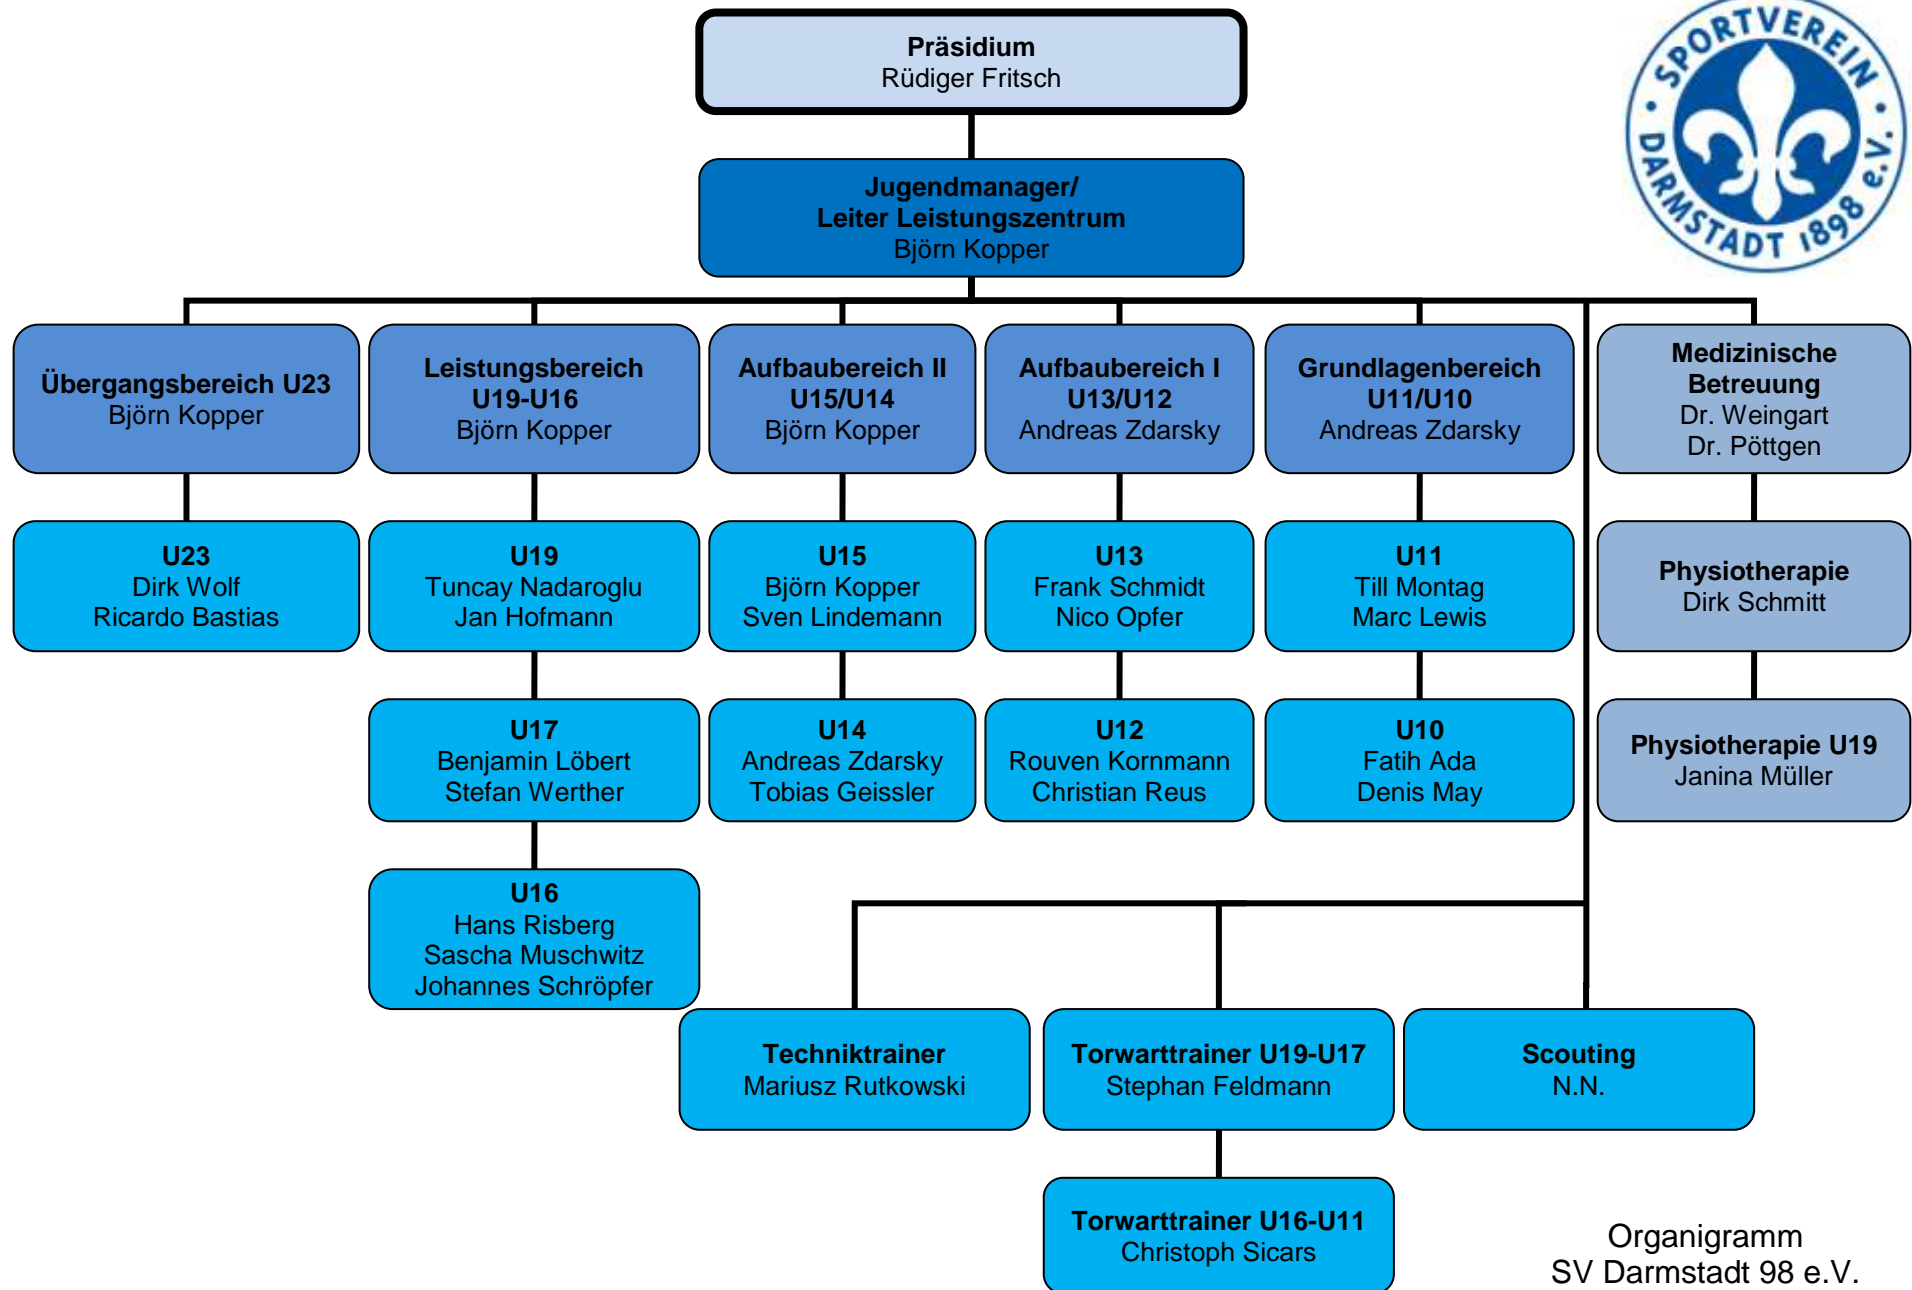 Präsidium
Rüdiger Fritsch
SPORTVEREIN
DARMSTADT 1898 e.V.
Jugendmanager/
Leiter Leistungszentrum
Björn Kopper
Übergangsbereich U23
Björn Kopper
Leistungsbereich
U19-U16
Björn Kopper
Aufbaubereich II
U15/U14
Björn Kopper
Aufbaubereich I
U13/U12
Andreas Zdarsky
Grundlagenbereich
U11/U10
Andreas Zdarsky
Medizinische
Betreuung
Dr. Weingart
Dr. Pöttgen
U23
Dirk Wolf
Ricardo Bastias
U19
Tuncay Nadaroglu
Jan Hofmann
U15
Björn Kopper
Sven Lindemann
U13
Frank Schmidt
Nico Opfer
U11
Till Montag
Marc Lewis
Physiotherapie
Dirk Schmitt
U17
Benjamin Löbert
Stefan Werther
U14
Andreas Zdarsky
Tobias Geissler
U12
Rouven Kornmann
Christian Reus
U10
Fatih Ada
Denis May
Physiotherapie U19
Janina Müller
U16
Hans Risberg
Sascha Muschwitz
Johannes Schröpfer
Techniktrainer
Mariusz Rutkowski
Torwarttrainer U19-U17
Stephan Feldmann
Scouting
N.N.
Torwarttrainer U16-U11
Christoph Sicars
Organigramm
SV Darmstadt 98 e.V.